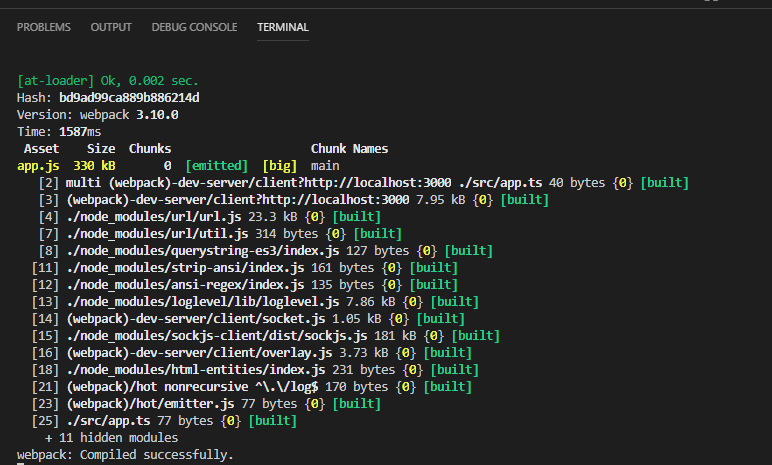 PROBLEMS OUTPUT DEBUG CONSOLE TERMINAL
[at-loader] Ok, 0.002 sec.
Hash: bd9ad99ca889b886214d
Version: webpack 3.10.0
Time: 1587ms
Asset Size Chunks Chunk Names
app.js 330 kB 0 [emitted] [big] main
[2] multi (webpack)-dev-server/client?http://localhost:3000 ./src/app.ts 40 bytes {0} [built]
[3] (webpack)-dev-server/client?http://localhost:3000 7.95 kB {0} [built]
[4] ./node_modules/url/url.js 23.3 kB {0} [built]
[7] ./node_modules/url/util.js 314 bytes {0} [built]
[8] ./node_modules/querystring-es3/index.js 127 bytes {0} [built]
[11] ./node_modules/strip-ansi/index.js 161 bytes {0} [built]
[12] ./node_modules/ansi-regex/index.js 135 bytes {0} [built]
[13] ./node_modules/loglevel/lib/loglevel.js 7.86 kB {0} [built]
[14] (webpack)-dev-server/client/socket.js 1.05 kB {0} [built]
[15] ./node_modules/sockjs-client/dist/sockjs.js 181 kB {0} [built]
[16] (webpack)-dev-server/client/overlay.js 3.73 kB {0} [built]
[18] ./node_modules/html-entities/index.js 231 bytes {0} [built]
[21] (webpack)/hot nonrecursive ^\.\/log$ 170 bytes {0} [built]
[23] (webpack)/hot/emitter.js 77 bytes {0} [built]
[25] ./src/app.ts 77 bytes {0} [built]
+ 11 hidden modules
webpack: Compiled successfully.